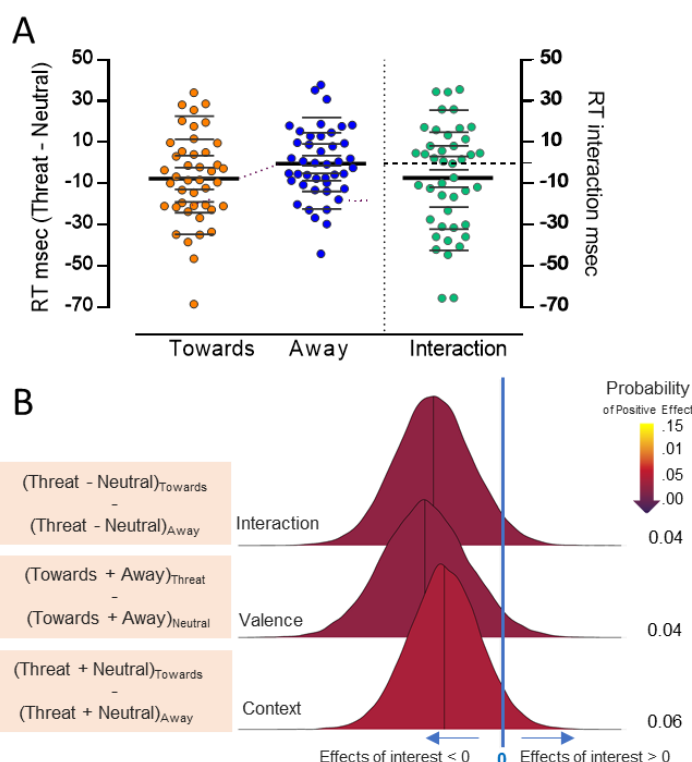 A
50
30
10
-10
-30
-50
-70
RT msec (Threat - Neutral)
50
30
10
-10
-30
-50
-70
RT interaction msec
Towards
Away
Interaction
B
Probability
of Positive Effect
.15
.01
.05
.00
(Threat - Neutral)Towards
-
(Threat - Neutral)Away
Interaction
0.04
(Towards + Away)Threat
-
(Towards + Away)Neutral
Valence
0.04
(Threat + Neutral)Towards
-
(Threat + Neutral)Away
Context
0.06
Effects of interest < 0
0
Effects of interest > 0